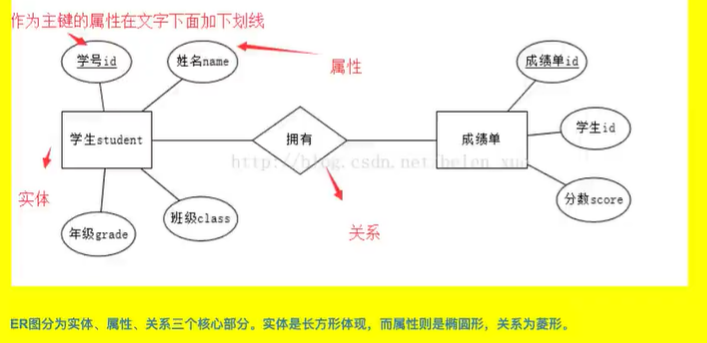 作为主键的属性在文字下面加下划线
学号id
姓名name
属性
成绩单id
学生student
拥有
成绩单
学生id
http://blog.csdn.net/helen_xu
实体
年级grade
班级class
关系
分数score
ER图分为实体、属性、关系三个核心部分。实体是长方形体现，而属性则是椭圆形，关系为菱形。